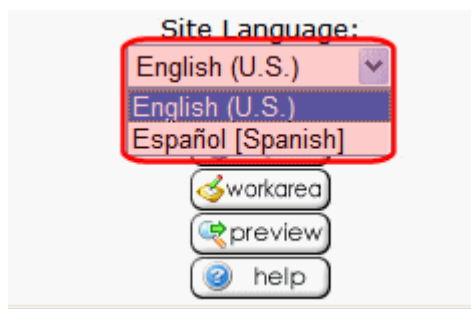 Site Language:
English (U.S.)
English (U.S.)
Español [Spanish]
workarea
preview
help